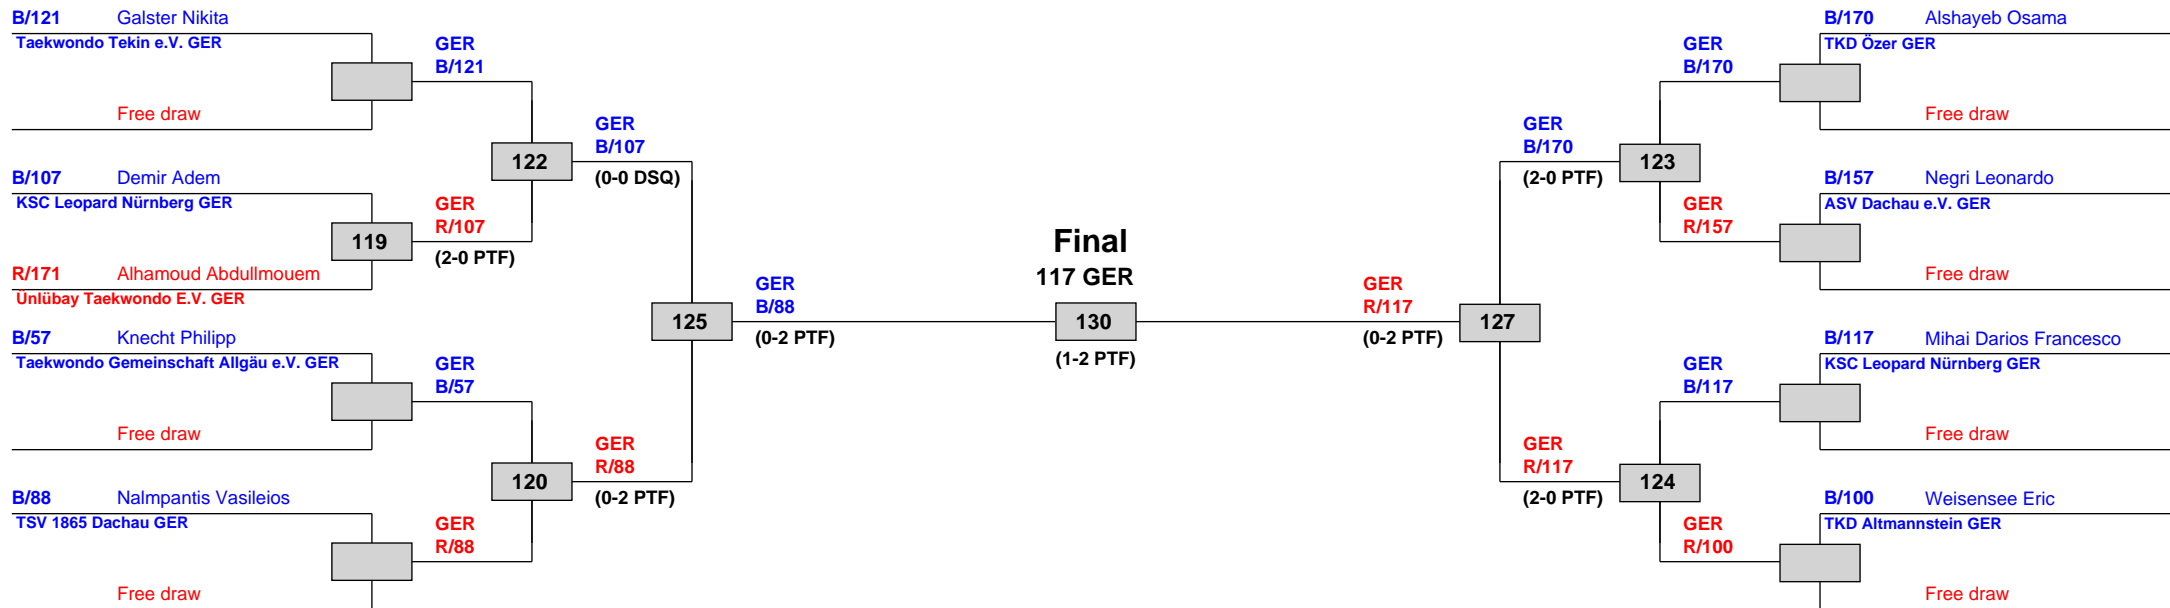 B/121 Galster Nikita
Taekwondo Tekin e.V. GER
Free draw
B/107 Demir Adem
KSC Leopard Nürnberg GER
119
R/171 Alhamoud Abdullmouem
Ünlübay Taekwondo E.V. GER
B/57 Knecht Philipp
Taekwondo Gemeinschaft Allgäu e.V. GER
Free draw
B/88 Nalmpantis Vasileios
TSV 1865 Dachau GER
Free draw
GER
B/121
122
GER
R/107
(2-0 PTF)
GER
B/57
120
GER
R/88
GER
B/107
(0-0 DSQ)
125
GER
R/88
(0-2 PTF)
GER
B/88
(0-2 PTF)
Final
117 GER
130
(1-2 PTF)
GER
R/117
(0-2 PTF)
127
GER
B/170
(2-0 PTF)
123
GER
R/117
(2-0 PTF)
124
GER
B/170
GER
R/157
GER
B/117
GER
R/100
B/170 Alshayeb Osama
TKD Özer GER
Free draw
B/157 Negri Leonardo
ASV Dachau e.V. GER
Free draw
B/117 Mihai Darios Francesco
KSC Leopard Nürnberg GER
Free draw
B/100 Weisensee Eric
TKD Altmannstein GER
Free draw